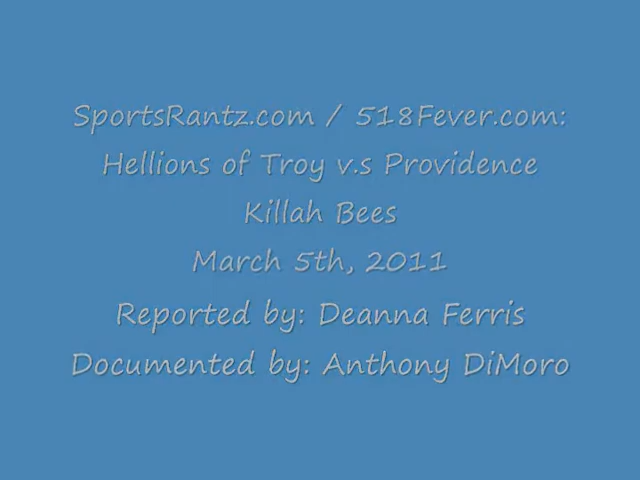 SportsRantz.com / 518Fever.com:
Hellions of Troy v.s Providence
Killah Bees
March 5th, 2011
Reported by: Deanna Ferris
Documented by: Anthony DiMoro